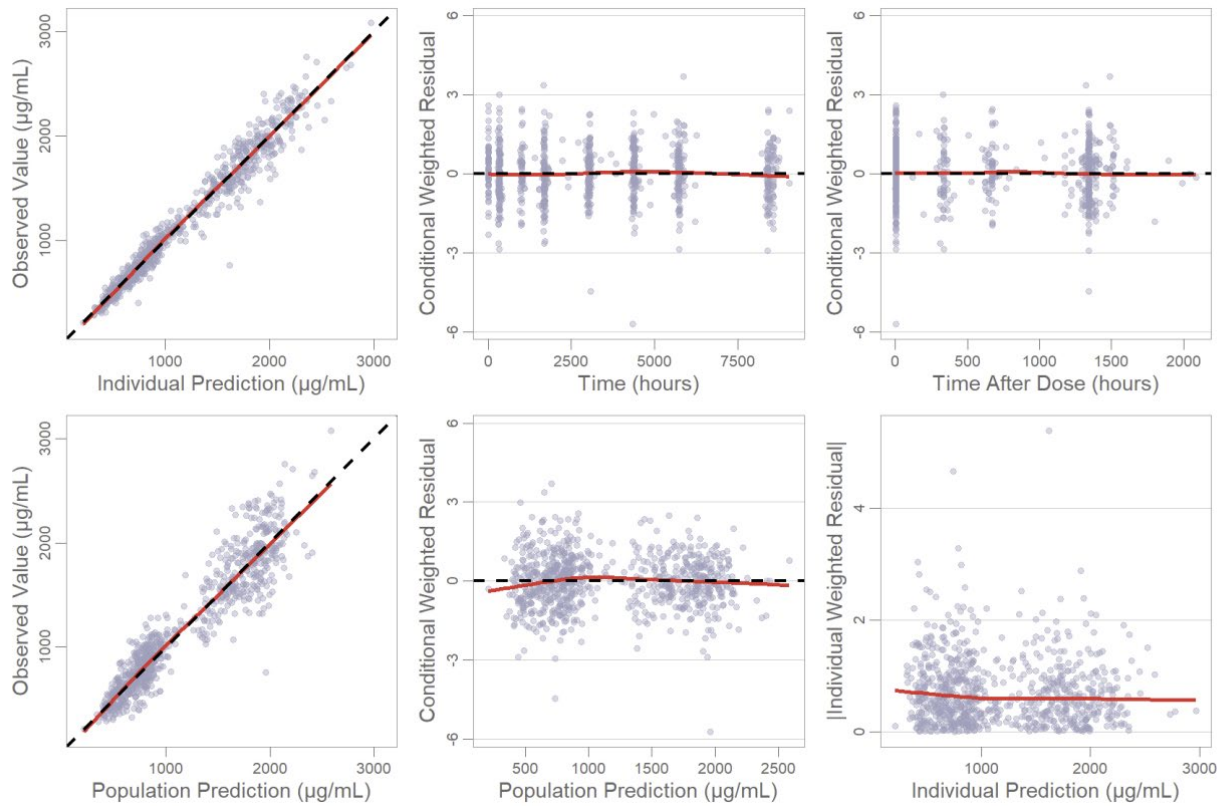 Observed Value (µg/mL)
3000
2000
1000
1000 2000 3000
Individual Prediction (µg/mL)
Conditional Weighted Residual
6
3
0
-3
-6
0 2500 5000 7500
Time (hours)
Conditional Weighted Residual
6
3
0
-3
-6
0 500 1000 1500 2000
Time After Dose (hours)
Observed Value (µg/mL)
3000
2000
1000
1000 2000 3000
Population Prediction (µg/mL)
Conditional Weighted Residual
6
3
0
-3
-6
500 1000 1500 2000 2500
Population Prediction (µg/mL)
|Individual Weighted Residual|
4
2
0
1000 2000 3000
Individual Prediction (µg/mL)